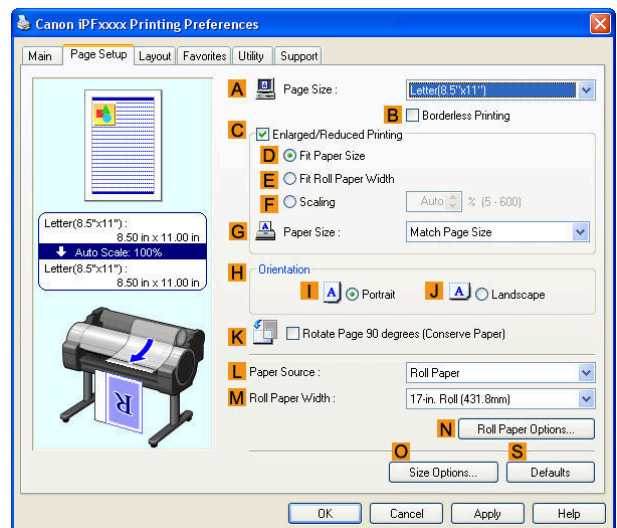 Canon iPFxxxx Printing Preferences
Main Page Setup Layout Favorites Utility Support
A Page Size : Letter(8.5"x11")
B Borderless Printing
C Enlarged/Reduced Printing
D Fit Paper Size
E Fit Roll Paper Width
F Scaling Auto % (5 - 600)
G Paper Size : Match Page Size
Letter(8.5"x11") :
8.50 in x 11.00 in
Auto Scale: 100%
Letter(8.5"x11") :
8.50 in x 11.00 in
H Orientation
I A Portrait J A Landscape
K Rotate Page 90 degrees (Conserve Paper)
L Paper Source : Roll Paper
M Roll Paper Width : 17-in. Roll (431.8mm)
N Roll Paper Options...
O S
Size Options... Defaults
R
OK Cancel Apply Help